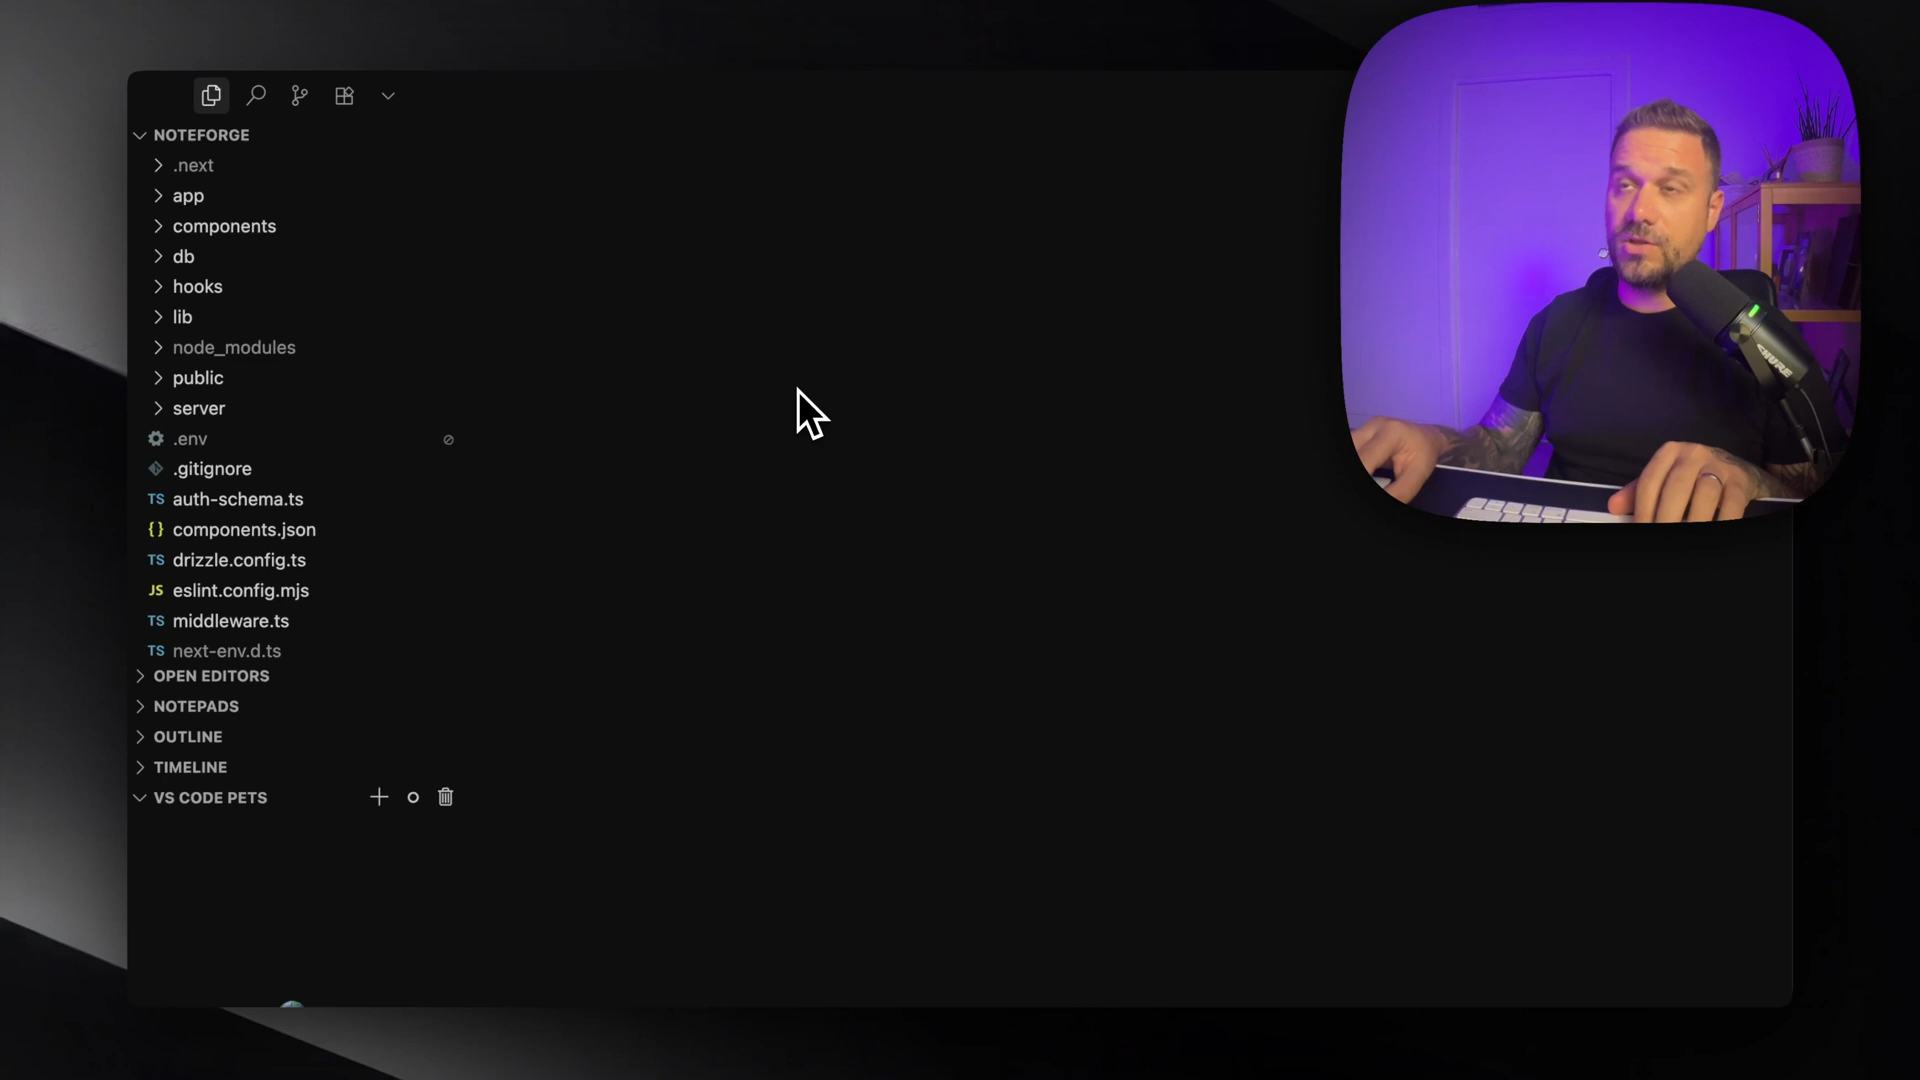 NOTEFORGE
.next
app
components
db
hooks
lib
node_modules
public
server
.env
.gitignore
TS auth-schema.ts
{} components.json
TS drizzle.config.ts
JS eslint.config.mjs
TS middleware.ts
TS next-env.d.ts
OPEN EDITORS
NOTEPADS
OUTLINE
TIMELINE
VS CODE PETS
SHURE